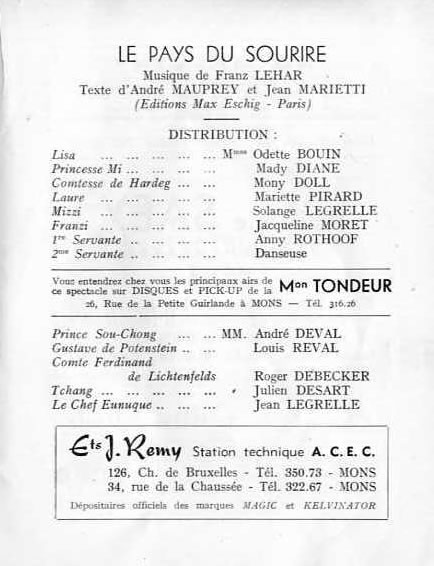 LE PAYS DU SOURIRE
Musique de Franz LEHAR
Texte d'André MAUPREY et Jean MARIETTI
(Editions Max Eschig - Paris)
DISTRIBUTION :
Lisa ... ... ... ... ... Mmes Odette BOUIN
Princesse Mi ... ... ... ... Mady DIANE
Comtesse de Hardeg ... ... Mony DOLL
Laure ... ... ... ... ... Mariette PIRARD
Mizzi ... ... ... ... ... Solange LEGRELLE
Franzi ... ... ... ... ... Jacqueline MORET
1re Servante .. ... ... ... Anny ROTHOOF
2me Servante .. ... ... ... Danseuse
Vous entendrez chez vous les principaux airs de
ce spectacle sur DISQUES et PICK-UP de la Mon TONDEUR
26, Rue de la Petite Guirlande à MONS — Tél. 316.26
Prince Sou-Chong ... ... MM. André DEVAL
Gustave de Potenstein .. ... Louis REVAL
Comte Ferdinand
de Lichtenfelds Roger DEBECKER
Tchang ... ... ... ... ... Julien DESART
Le Chef Eunuque .. ... ... Jean LEGRELLE
Ets J. Remy Station technique A. C. E. C.
126, Ch. de Bruxelles - Tél. 350.73 - MONS
34, rue de la Chaussée - Tél. 322.67 - MONS
Dépositaires officiels des marques MAGIC et KELVINATOR